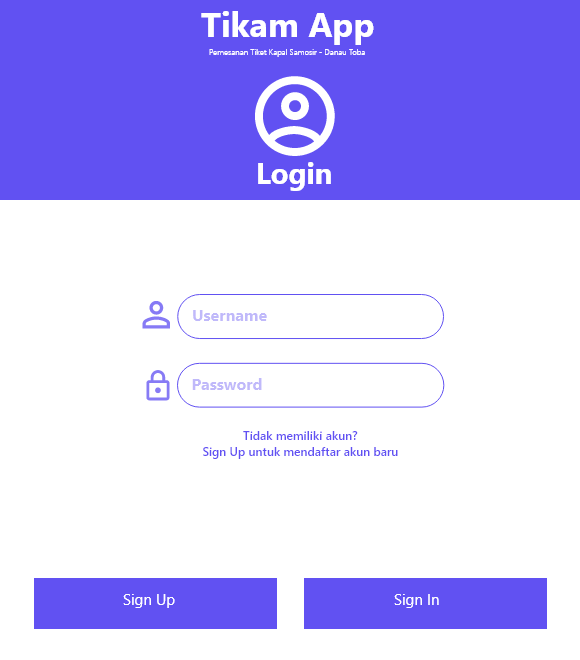 Tikam App
Pemesanan Tiket Kapal Samosir - Danau Toba
Login
Username
Password
Tidak memiliki akun?
Sign Up untuk mendaftar akun baru
Sign Up
Sign In